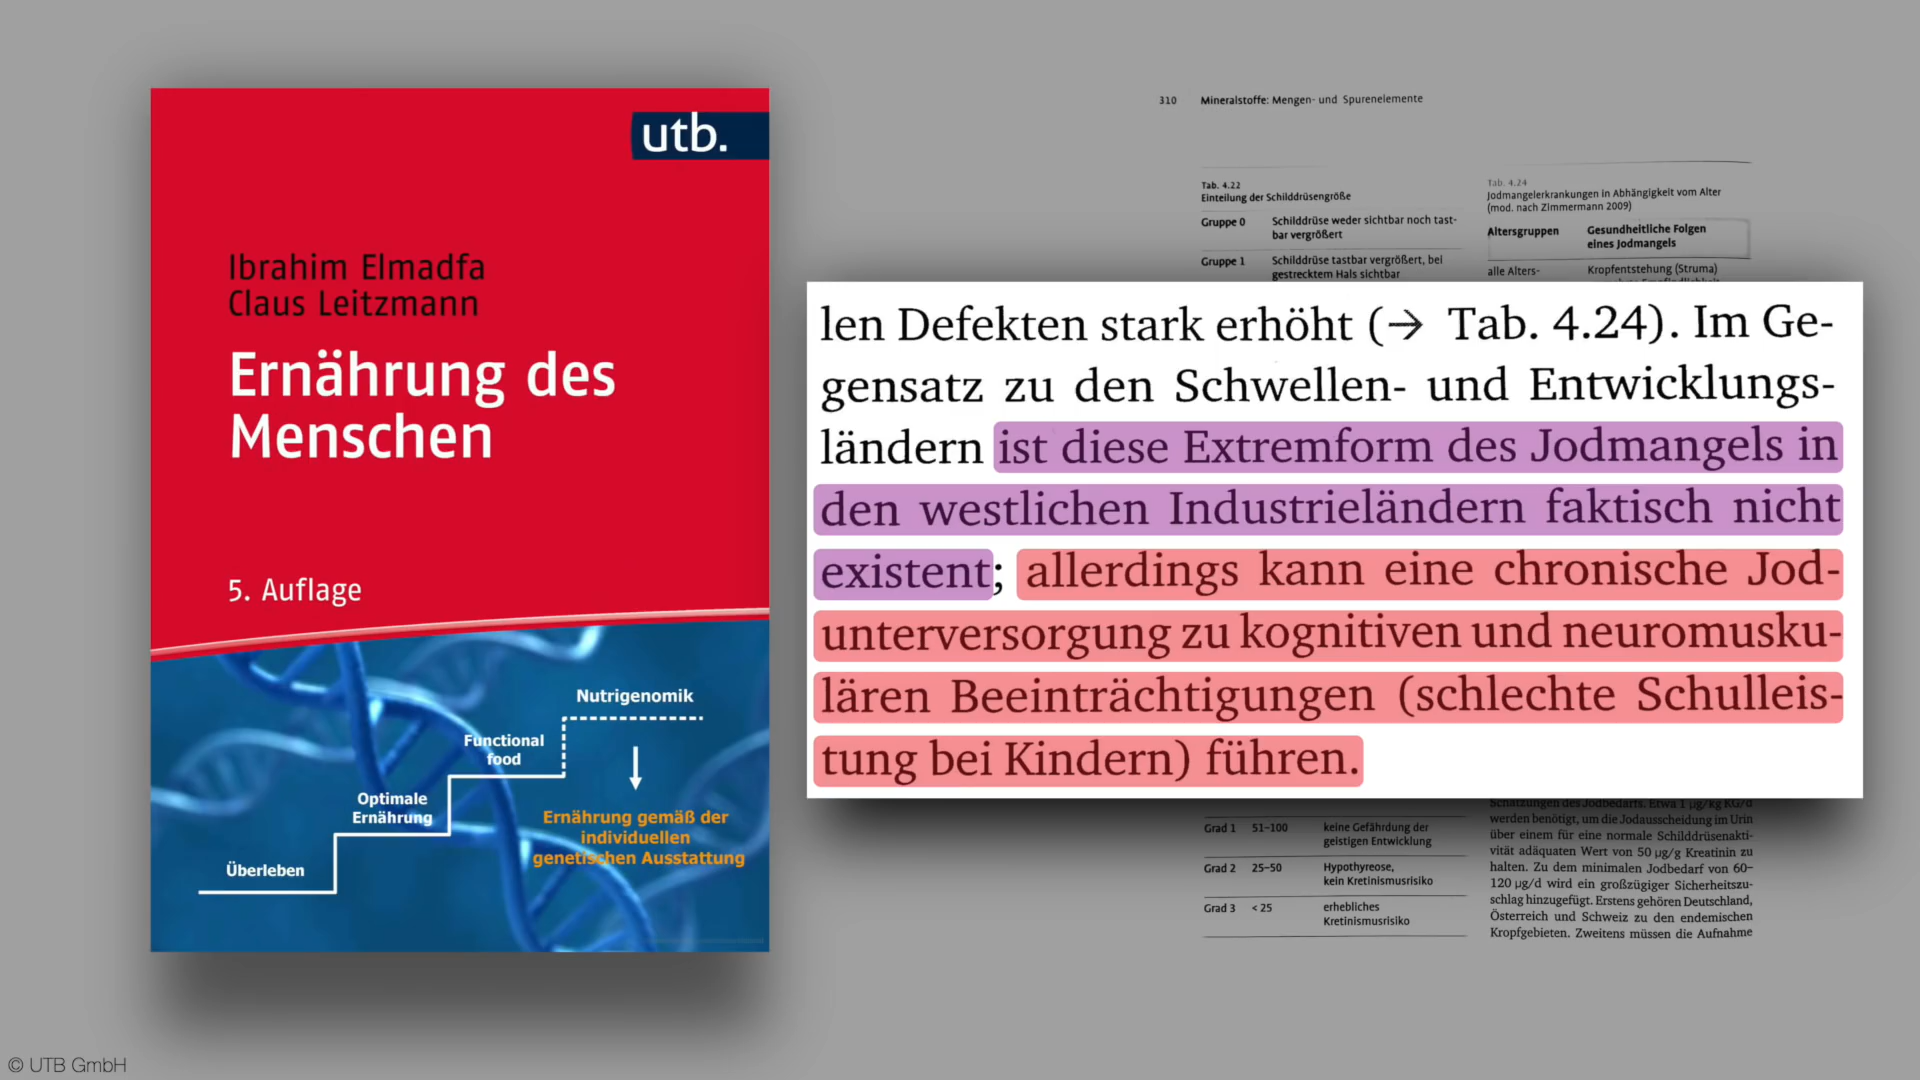 utb.
Ibrahim Elmadfa
Claus Leitzmann
Ernährung des
Menschen
5. Auflage
Nutrigenomik
Functional
food
Optimale
Ernährung
Überleben
Ernährung gemäß der
individuellen
genetischen Ausstattung
310 Mineralstoffe: Mengen- und Spurenelemente
Tab. 4.22
Einteilung der Schilddrüsengröße
Gruppe 0 Schilddrüse weder sichtbar noch tast-
bar vergrößert
Gruppe 1 Schilddrüse tastbar vergrößert, bei
gestrecktem Hals sichtbar
Tab. 4.24
Jodmangelerkrankungen in Abhängigkeit vom Alter
(mod. nach Zimmermann 2009)
Altersgruppen Gesundheitliche Folgen
eines Jodmangels
alle Alters- Kropfentstehung (Struma)
len Defekten stark erhöht (→ Tab. 4.24). Im Ge-
gensatz zu den Schwellen- und Entwicklungs-
ländern ist diese Extremform des Jodmangels in
den westlichen Industrieländern faktisch nicht
existent; allerdings kann eine chronische Jod-
unterversorgung zu kognitiven und neuromusku-
lären Beeinträchtigungen (schlechte Schulleis-
tung bei Kindern) führen.
Grad 1 51–100 keine Gefährdung der
geistigen Entwicklung
Grad 2 25–50 Hypothyreose,
kein Kretinismusrisiko
Grad 3 < 25 erhebliches
Kretinismusrisiko
Schätzungen des Jodbedarfs. Etwa 1 µg/kg KG/d
werden benötigt, um die Jodausscheidung im Urin
über einem für eine normale Schilddrüsenakti-
vität adäquaten Wert von 50 µg/g Kreatinin zu
halten. Zu dem minimalen Jodbedarf von 60–
120 µg/d wird ein großzügiger Sicherheitszu-
schlag hinzugefügt. Erstens gehören Deutschland,
Österreich und Schweiz zu den endemischen
Kropfgebieten. Zweitens müssen die Aufnahme
© UTB GmbH